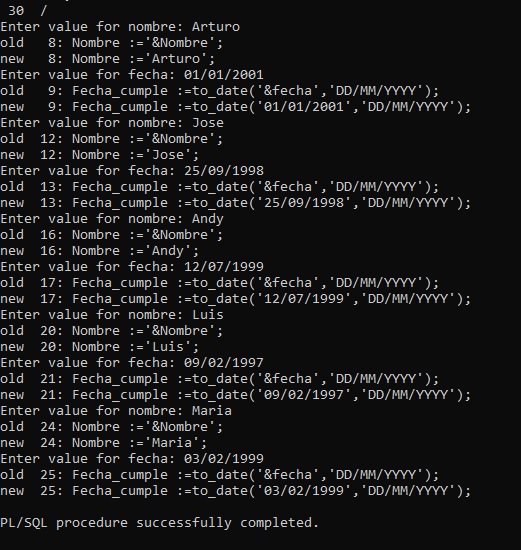 30  /
Enter value for nombre: Arturo
old   8: Nombre :='&Nombre';
new   8: Nombre :='Arturo';
Enter value for fecha: 01/01/2001
old   9: Fecha_cumple :=to_date('&fecha','DD/MM/YYYY');
new   9: Fecha_cumple :=to_date('01/01/2001','DD/MM/YYYY');
Enter value for nombre: Jose
old  12: Nombre :='&Nombre';
new  12: Nombre :='Jose';
Enter value for fecha: 25/09/1998
old  13: Fecha_cumple :=to_date('&fecha','DD/MM/YYYY');
new  13: Fecha_cumple :=to_date('25/09/1998','DD/MM/YYYY');
Enter value for nombre: Andy
old  16: Nombre :='&Nombre';
new  16: Nombre :='Andy';
Enter value for fecha: 12/07/1999
old  17: Fecha_cumple :=to_date('&fecha','DD/MM/YYYY');
new  17: Fecha_cumple :=to_date('12/07/1999','DD/MM/YYYY');
Enter value for nombre: Luis
old  20: Nombre :='&Nombre';
new  20: Nombre :='Luis';
Enter value for fecha: 09/02/1997
old  21: Fecha_cumple :=to_date('&fecha','DD/MM/YYYY');
new  21: Fecha_cumple :=to_date('09/02/1997','DD/MM/YYYY');
Enter value for nombre: Maria
old  24: Nombre :='&Nombre';
new  24: Nombre :='Maria';
Enter value for fecha: 03/02/1999
old  25: Fecha_cumple :=to_date('&fecha','DD/MM/YYYY');
new  25: Fecha_cumple :=to_date('03/02/1999','DD/MM/YYYY');
PL/SQL procedure successfully completed.